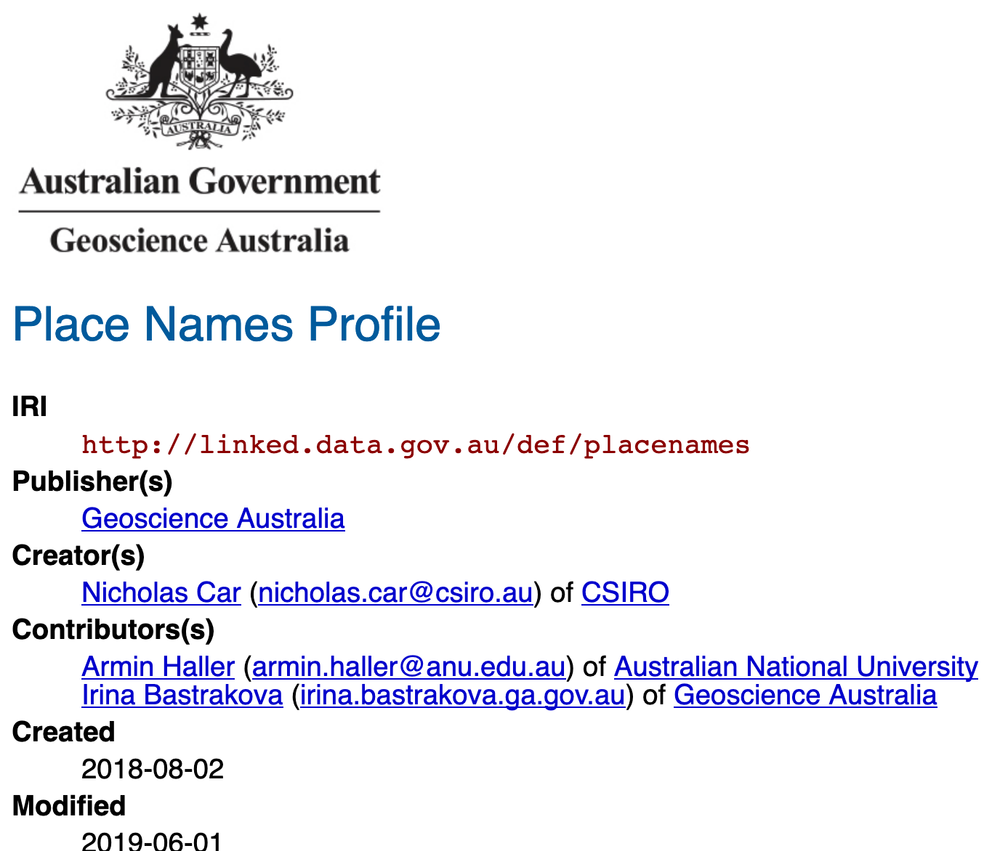 AUSTRALIA
Australian Government
Geoscience Australia
Place Names Profile
IRI
http://linked.data.gov.au/def/placenames
Publisher(s)
Geoscience Australia
Creator(s)
Nicholas Car (nicholas.car@csiro.au) of CSIRO
Contributors(s)
Armin Haller (armin.haller@anu.edu.au) of Australian National University
Irina Bastrakova (irina.bastrakova.ga.gov.au) of Geoscience Australia
Created
2018-08-02
Modified
2019-06-01